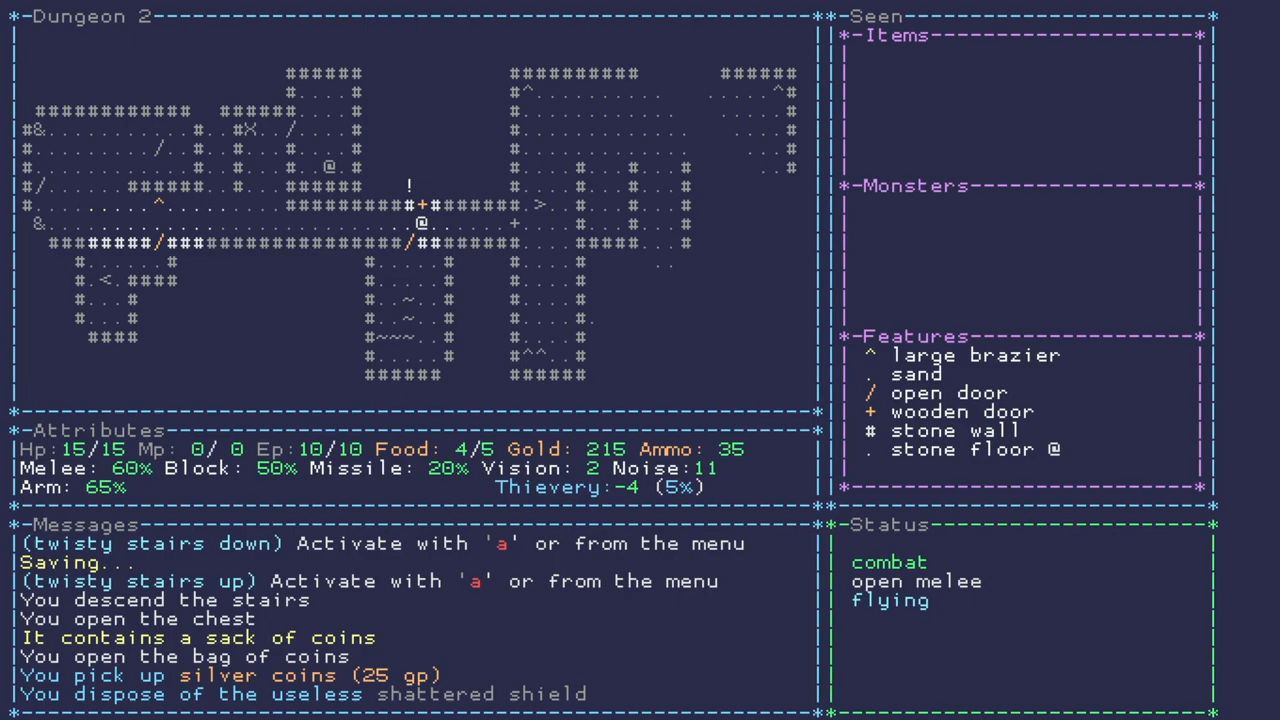 Dungeon 2
Seen
Items
Monsters
Features
^ large brazier
. sand
/ open door
+ wooden door
# stone wall
. stone floor @
Attributes
Hp:15/15 Mp: 0/ 0 Ep:10/10 Food: 4/5 Gold: 215 Ammo: 35
Melee: 60% Block: 50% Missile: 20% Vision: 2 Noise:11
Arm: 65% Thievery:-4 (5%)
Messages
(twisty stairs down) Activate with 'a' or from the menu
Saving...
(twisty stairs up) Activate with 'a' or from the menu
You descend the stairs
You open the chest
It contains a sack of coins
You open the bag of coins
You pick up silver coins (25 gp)
You dispose of the useless shattered shield
Status
combat
open melee
flying